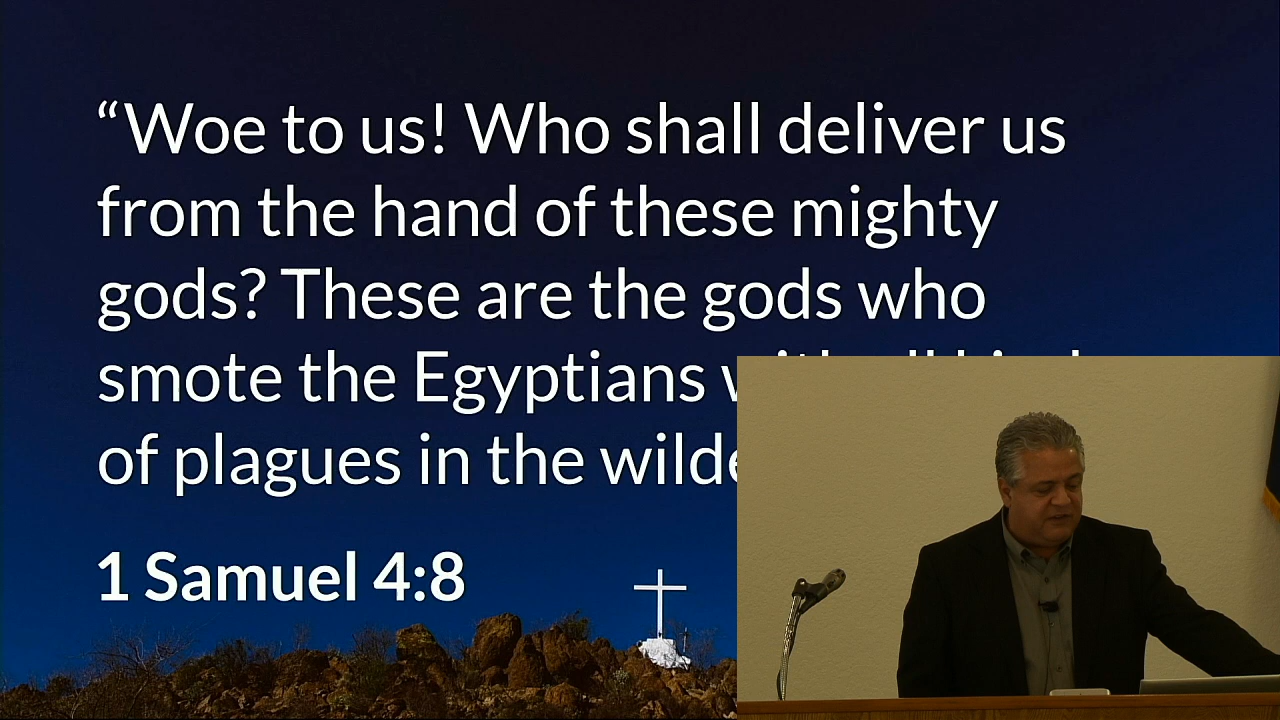 “Woe to us! Who shall deliver us
from the hand of these mighty
gods? These are the gods who
smote the Egyptians
of plagues in the
1 Samuel 4:8